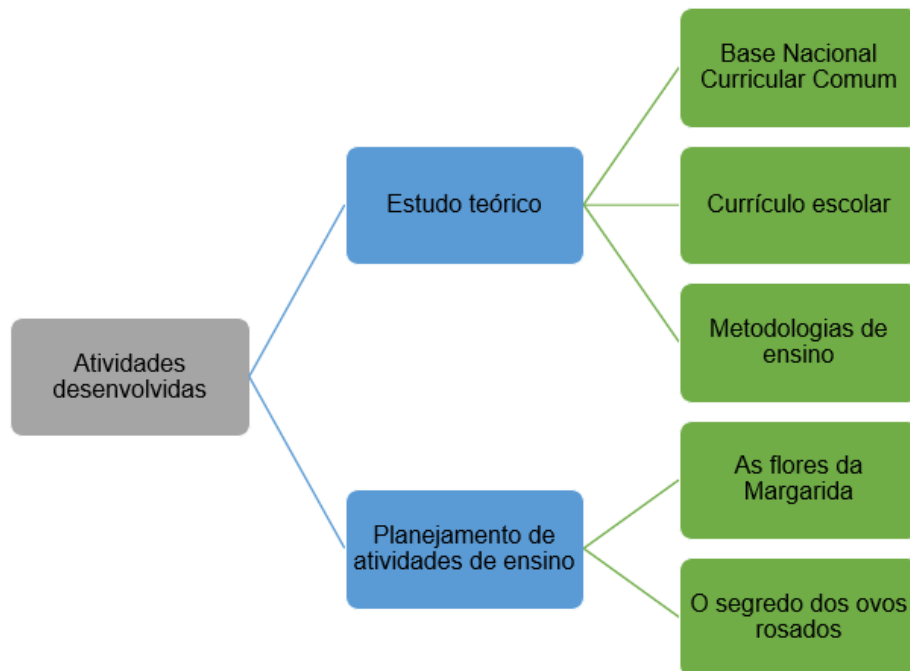 Base Nacional
Curricular Comum
Estudo teórico
Currículo escolar
Metodologias de
ensino
Atividades
desenvolvidas
As flores da
Margarida
Planejamento de
atividades de ensino
O segredo dos ovos
rosados